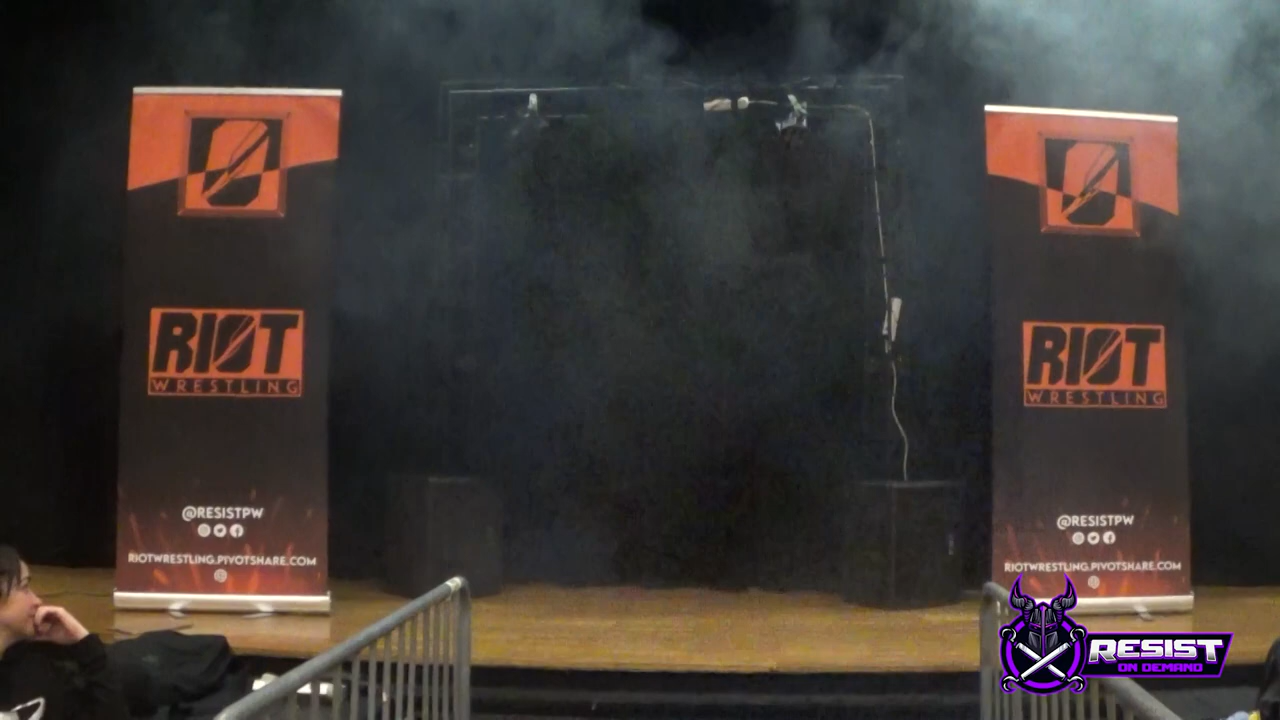 RIOT
WRESTLING
@RESISTPW
RIOTWRESTLING.PIVOTSHARE.COM
RIOT
WRESTLING
@RESISTPW
RIOTWRESTLING.PIVOTSHARE.COM
RESIST
ON DEMAND